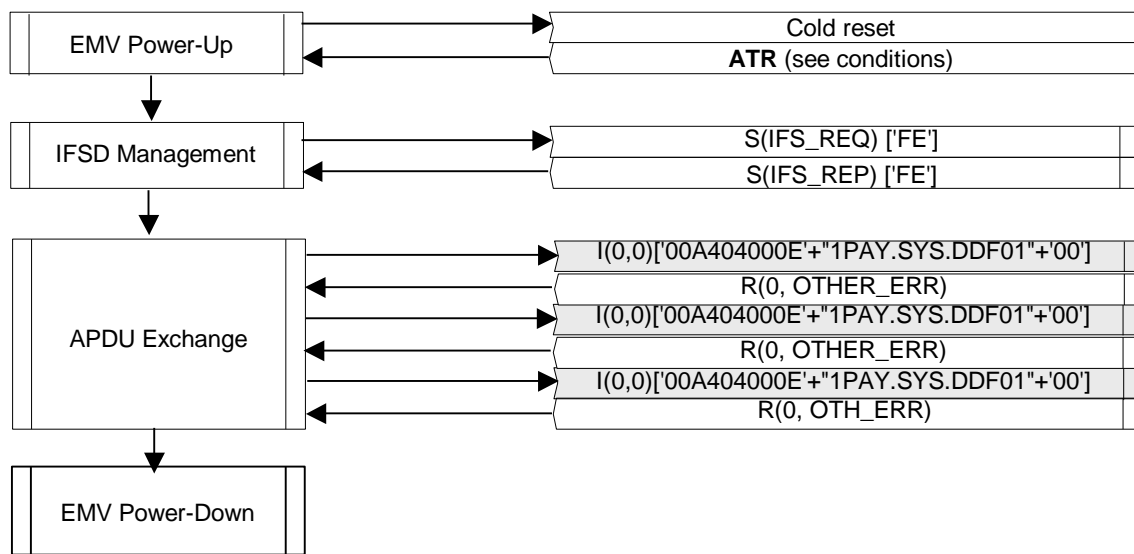 EMV Power-Up
Cold reset
ATR (see conditions)
IFSD Management
S(IFS_REQ) ['FE']
S(IFS_REP) ['FE']
APDU Exchange
I(0,0)['00A404000E'+"1PAY.SYS.DDF01"+'00']
R(0, OTHER_ERR)
I(0,0)['00A404000E'+"1PAY.SYS.DDF01"+'00']
R(0, OTHER_ERR)
I(0,0)['00A404000E'+"1PAY.SYS.DDF01"+'00']
R(0, OTH_ERR)
EMV Power-Down